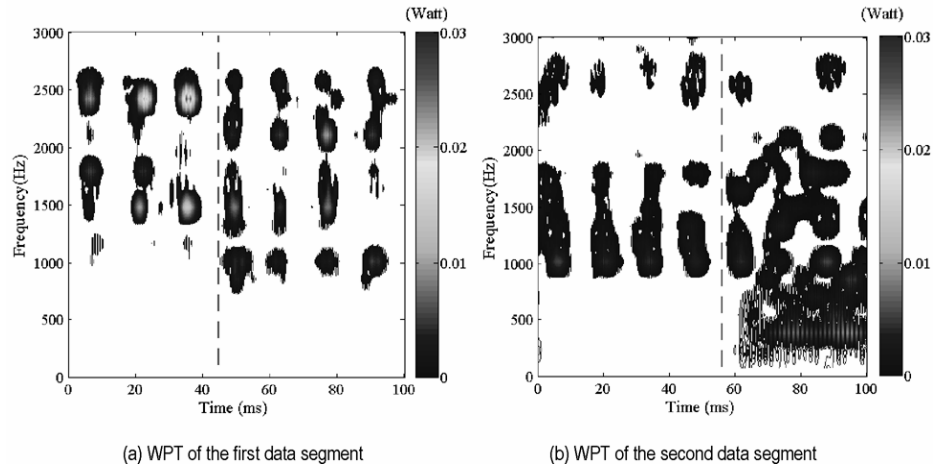 (Watt)
3000
2500
2000
1500
1000
500
0
Frequency(Hz)
0 20 40 60 80 100
Time (ms)
0.03
0.02
0.01
0
(a) WPT of the first data segment
(Watt)
3000
2500
2000
1500
1000
500
0
Frequency(Hz)
0 20 40 60 80 100
Time (ms)
0.03
0.02
0.01
0
(b) WPT of the second data segment